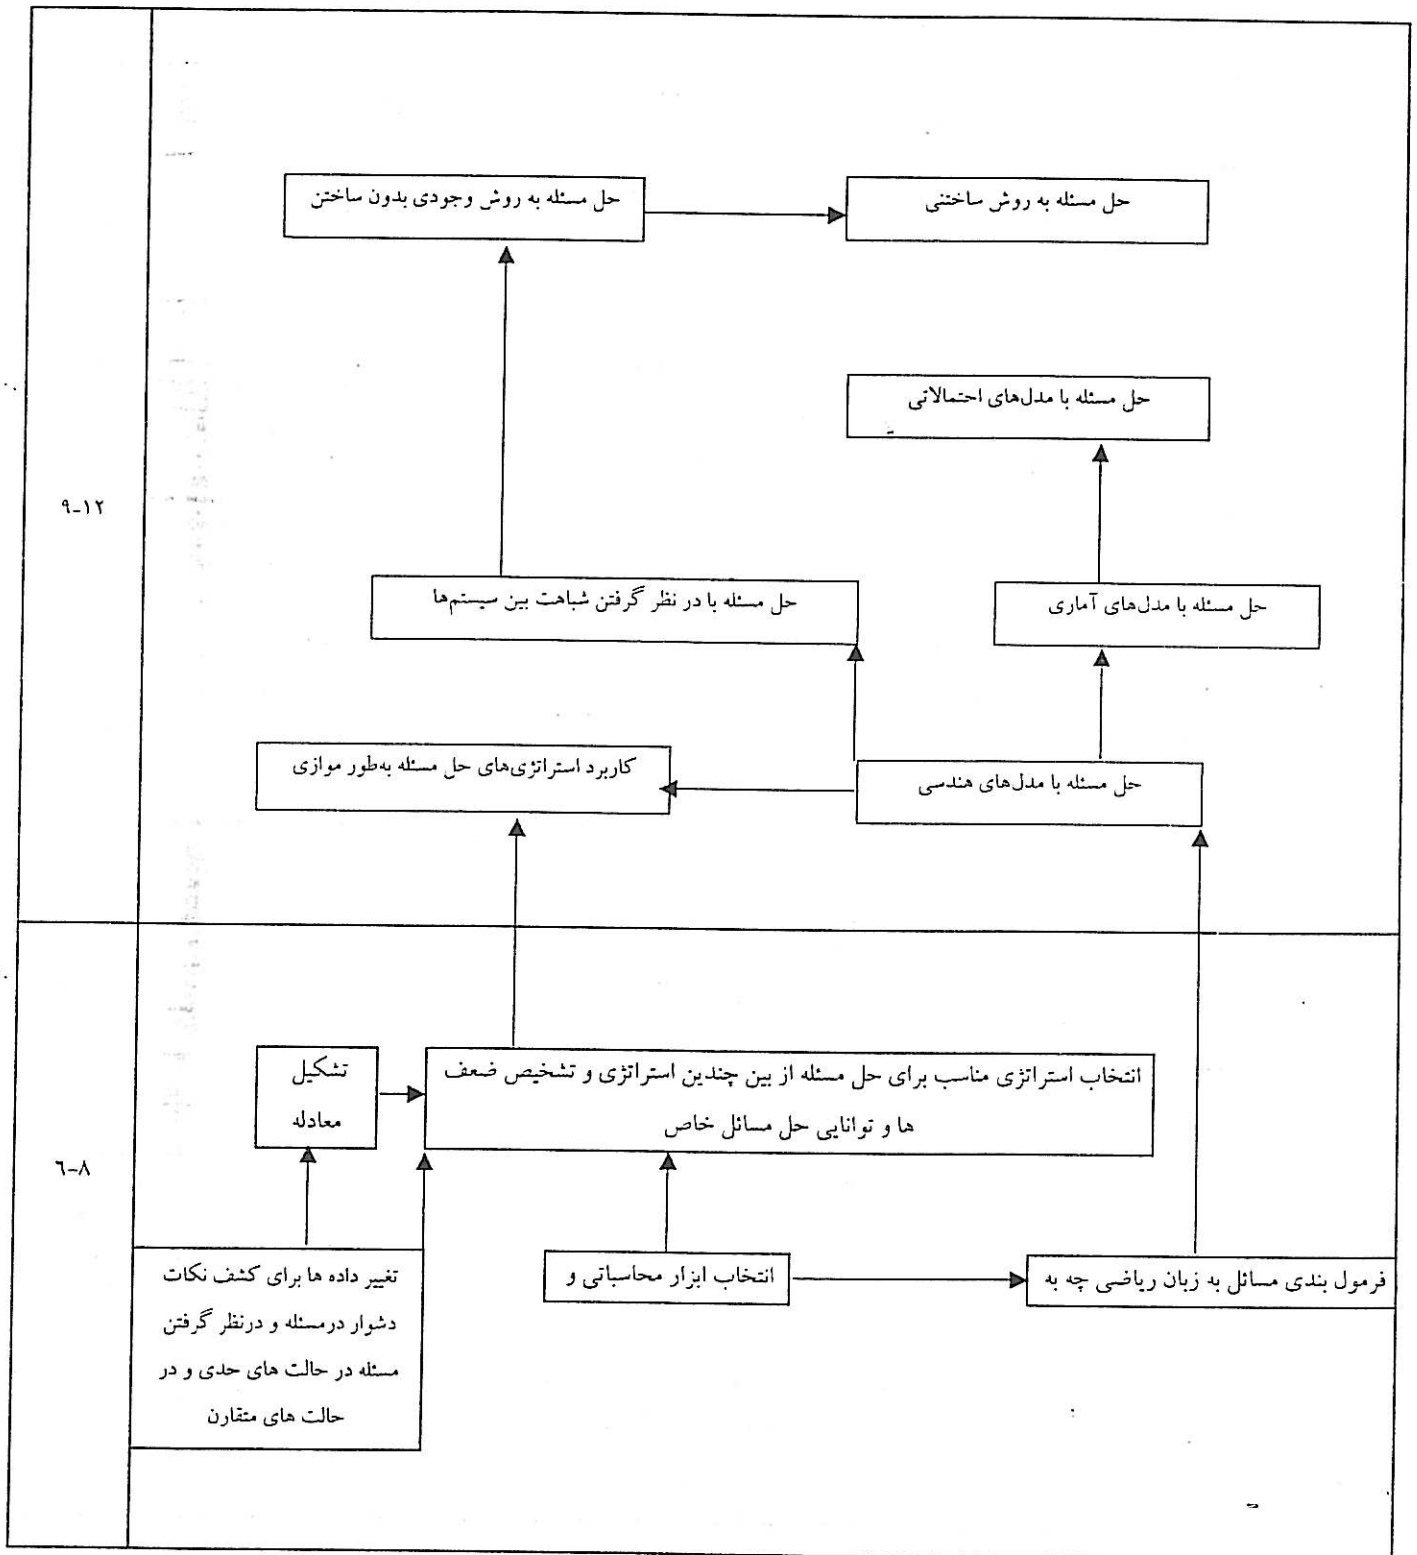 حل مسئله به روش ساختنی
حل مسئله به روش وجودی بدون ساختن
حل مسئله با مدل‌های احتمالاتی
۹-۱۲
حل مسئله با مدل‌های آماری
حل مسئله با در نظر گرفتن شباهت بین سیستم‌ها
حل مسئله با مدل‌های هندسی
کاربرد استراتژی‌های حل مسئله به‌طور موازی
انتخاب استراتژی مناسب برای حل مسئله از بین چندین استراتژی و تشخیص ضعف
ها و توانایی حل مسائل خاص
تشکیل
معادله
۶-۸
فرمول بندی مسائل به زبان ریاضی چه به
انتخاب ابزار محاسباتی و
تغییر داده ها برای کشف نکات
دشوار درمسئله و درنظر گرفتن
مسئله در حالت های حدی و در
حالت های متقارن